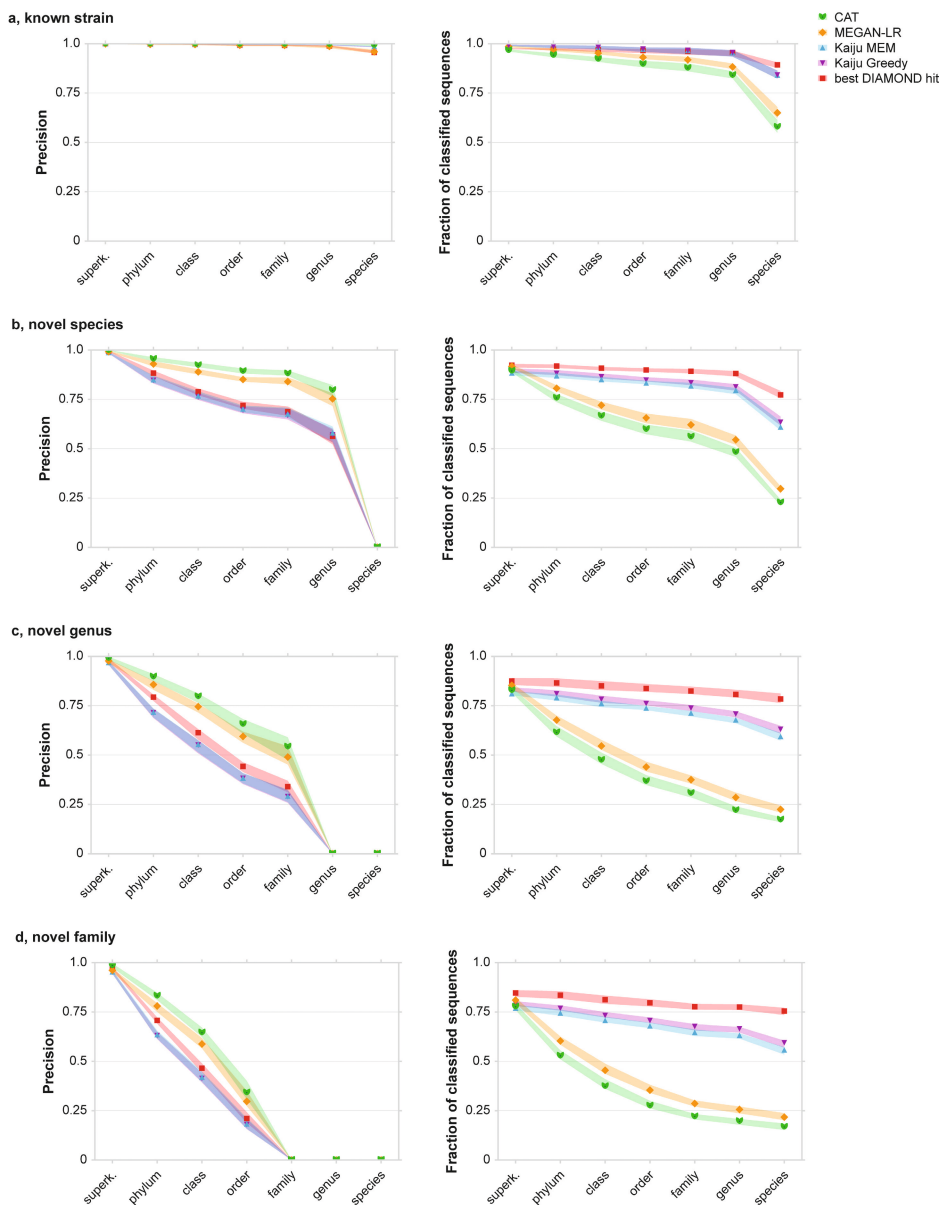 a, known strain
CAT
MEGAN-LR
Kaiju MEM
Kaiju Greedy
best DIAMOND hit
Precision
1.0
0.75
0.5
0.25
0
superk.
phylum
class
order
family
genus
species
Fraction of classified sequences
1.0
0.75
0.5
0.25
0
superk.
phylum
class
order
family
genus
species
b, novel species
Precision
1.0
0.75
0.5
0.25
0
superk.
phylum
class
order
family
genus
species
Fraction of classified sequences
1.0
0.75
0.5
0.25
0
superk.
phylum
class
order
family
genus
species
c, novel genus
Precision
1.0
0.75
0.5
0.25
0
superk.
phylum
class
order
family
genus
species
Fraction of classified sequences
1.0
0.75
0.5
0.25
0
superk.
phylum
class
order
family
genus
species
d, novel family
Precision
1.0
0.75
0.5
0.25
0
superk.
phylum
class
order
family
genus
species
Fraction of classified sequences
1.0
0.75
0.5
0.25
0
superk.
phylum
class
order
family
genus
species